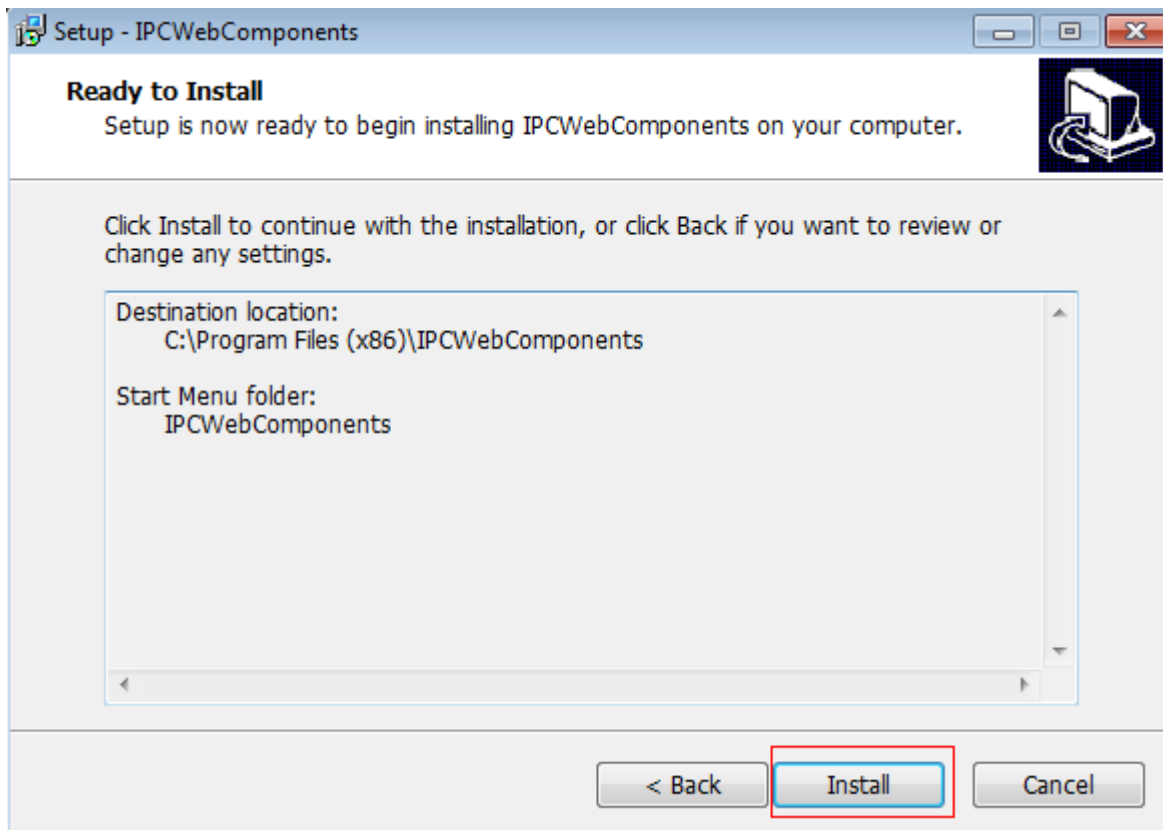 Setup - IPCWebComponents
Ready to Install
Setup is now ready to begin installing IPCWebComponents on your computer.
Click Install to continue with the installation, or click Back if you want to review or
change any settings.
Destination location:
C:\Program Files (x86)\IPCWebComponents
Start Menu folder:
IPCWebComponents
< Back
Install
Cancel